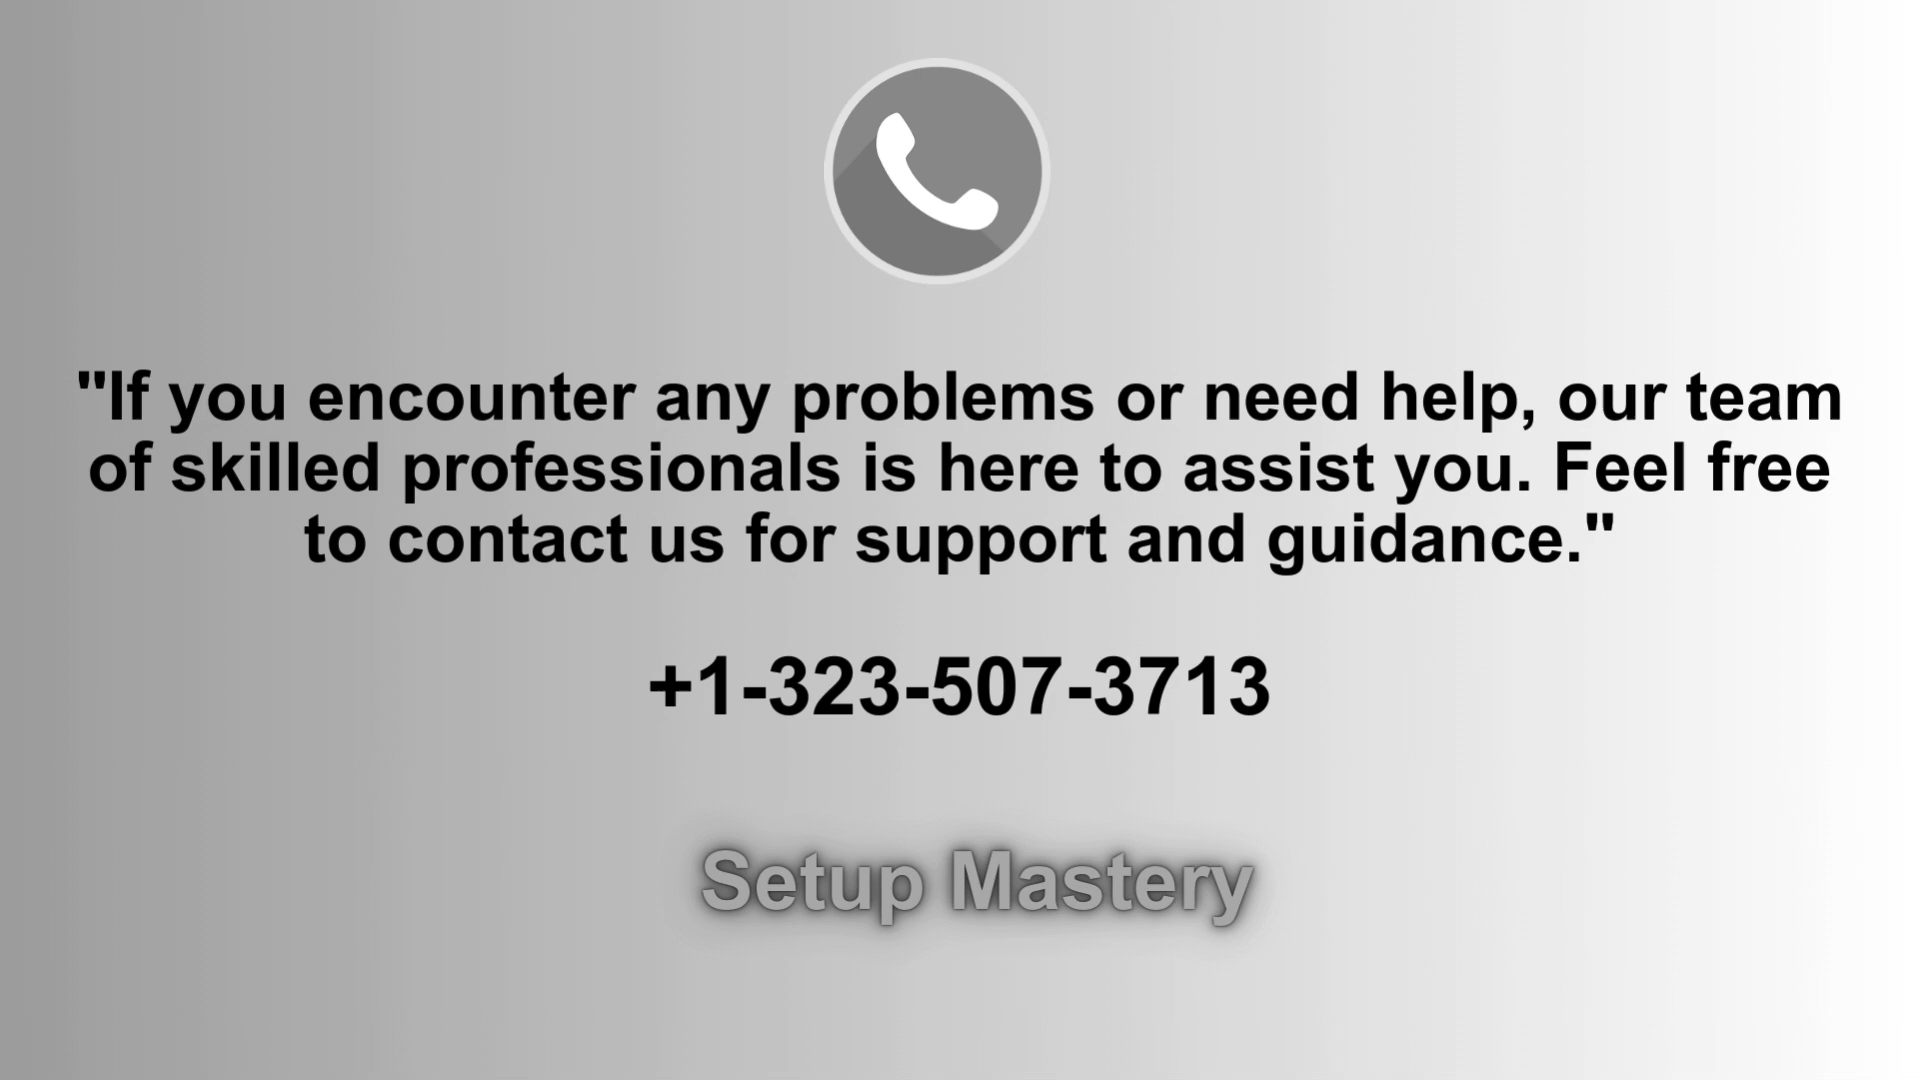 "If you encounter any problems or need help, our team
of skilled professionals is here to assist you. Feel free
to contact us for support and guidance."
+1-323-507-3713
Setup Mastery